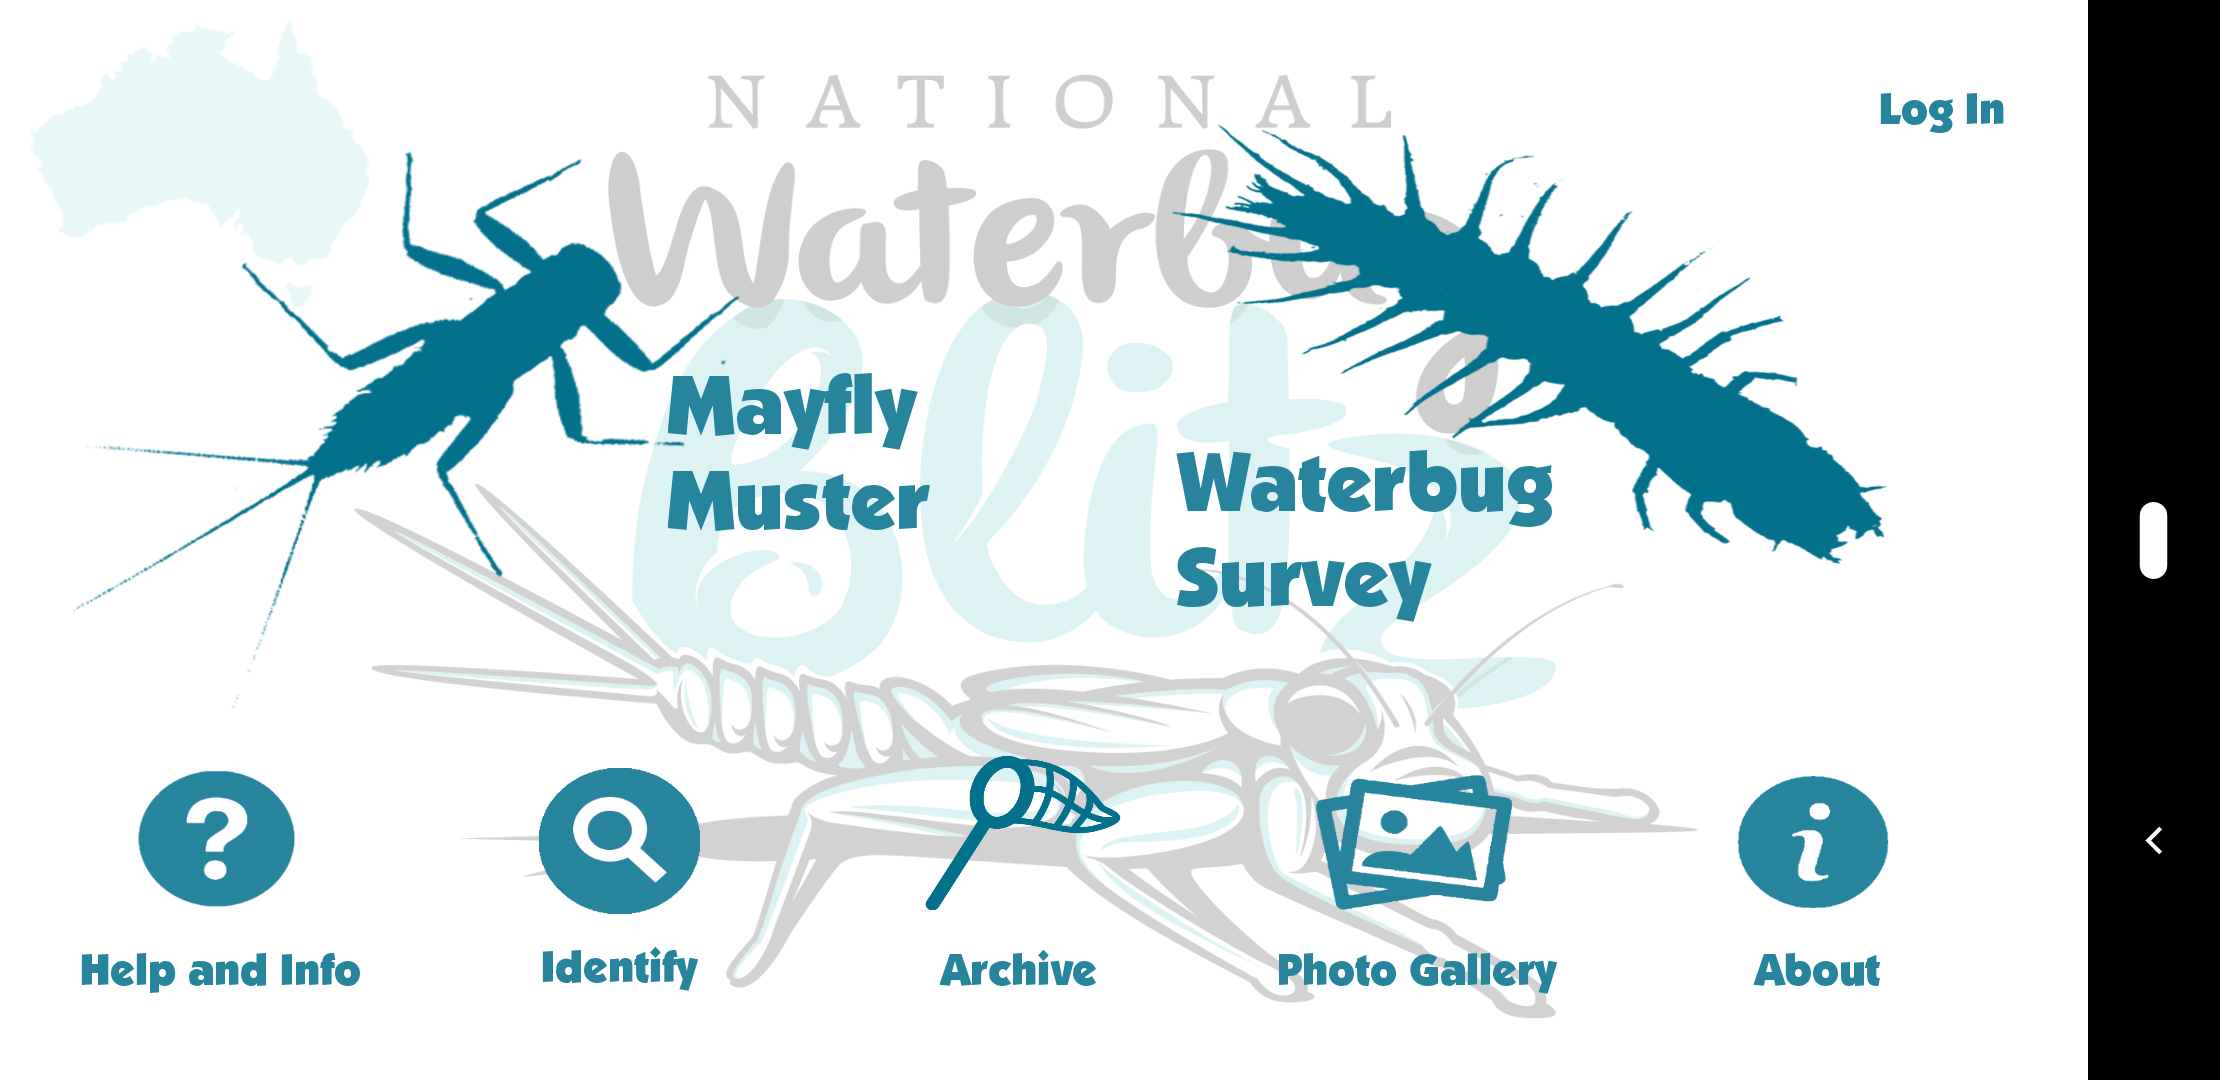 NATIONAL
Log In
Waterbug
Blitz
Mayfly
Muster
Waterbug
Survey
Help and Info
Identify
Archive
Photo Gallery
About